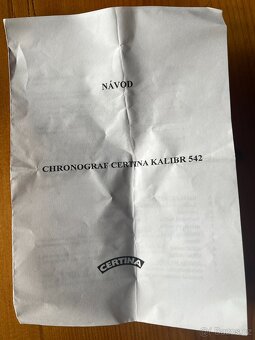 NÁVOD
CHRONOGRAF CERTINA KALIBR 542
CERTINA